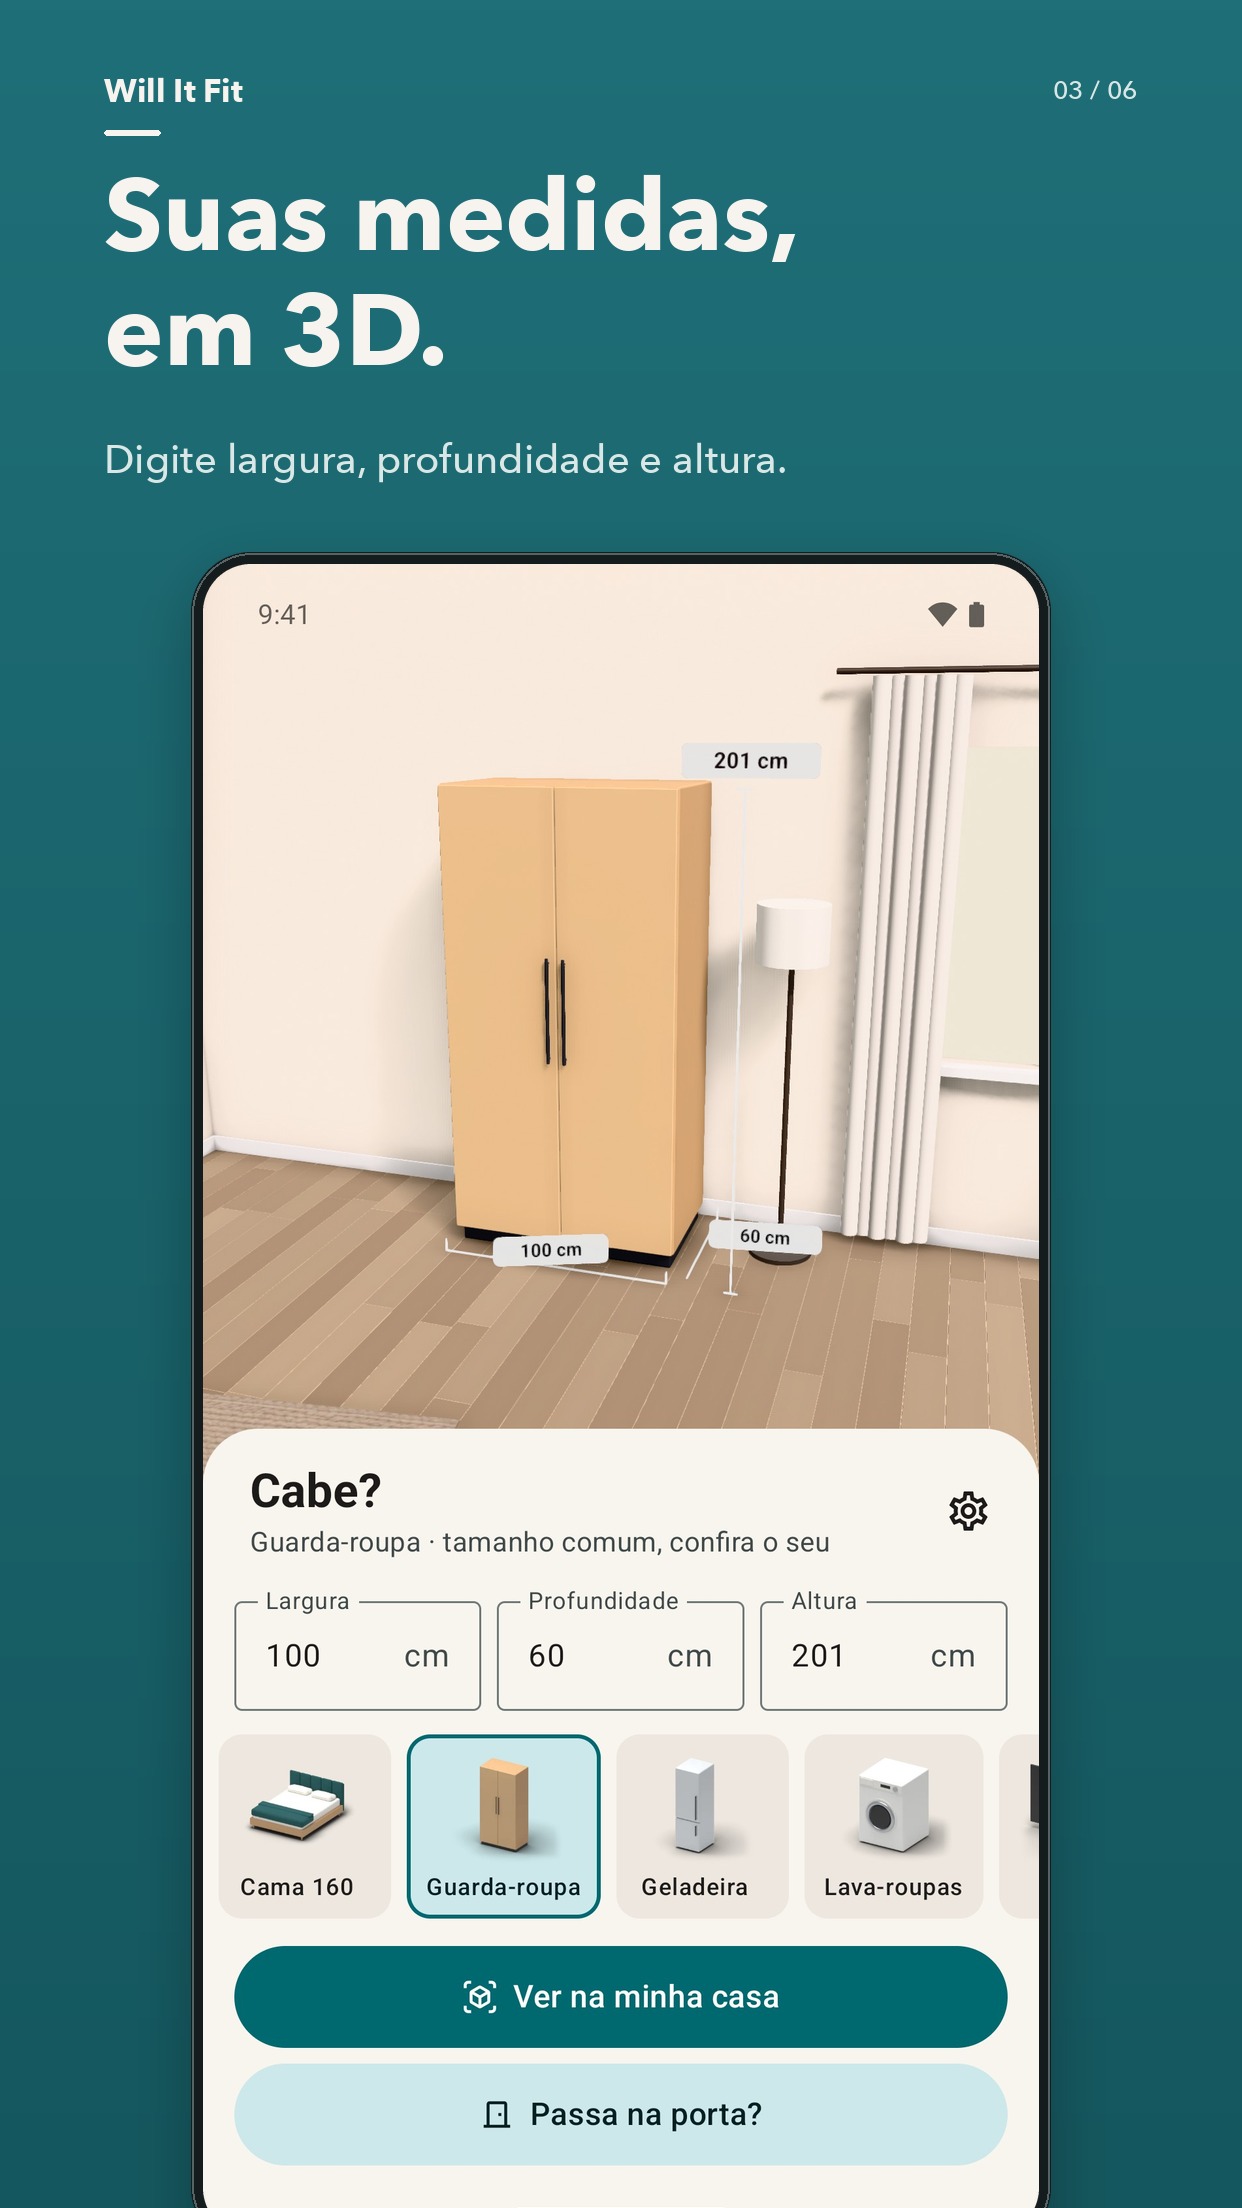 Will It Fit
03 / 06
Suas medidas,
em 3D.
Digite largura, profundidade e altura.
9:41
201 cm
60 cm
100 cm
Cabe?
Guarda-roupa · tamanho comum, confira o seu
Largura
Profundidade
Altura
100 cm
60 cm
201 cm
Cama 160
Guarda-roupa
Geladeira
Lava-roupas
Ver na minha casa
Passa na porta?